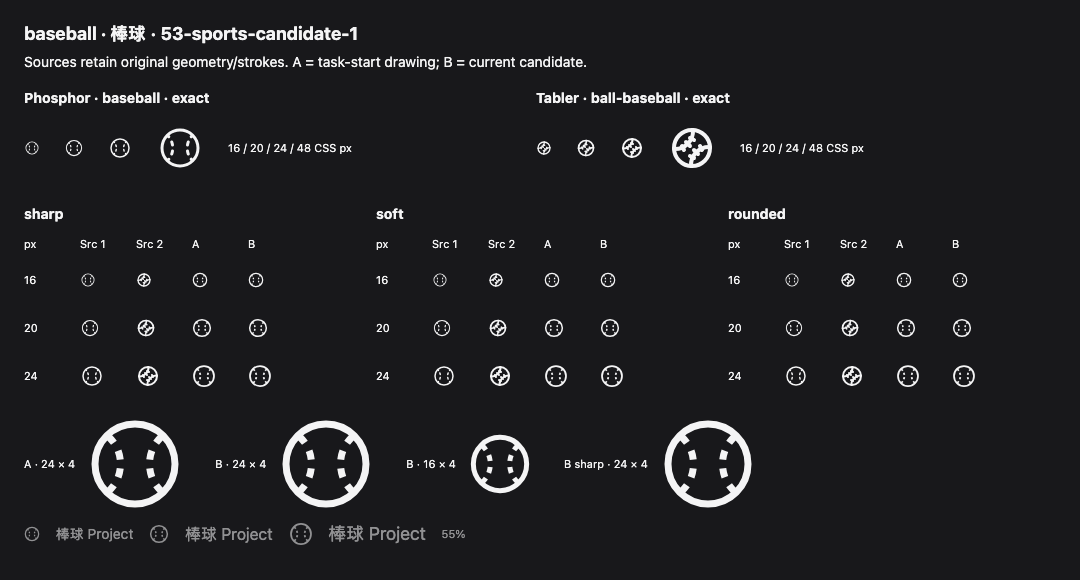 baseball · 棒球 · 53-sports-candidate-1
Sources retain original geometry/strokes. A = task-start drawing; B = current candidate.
Phosphor · baseball · exact
Tabler · ball-baseball · exact
16 / 20 / 24 / 48 CSS px
16 / 20 / 24 / 48 CSS px
sharp
soft
rounded
px Src 1 Src 2 A B
px Src 1 Src 2 A B
px Src 1 Src 2 A B
16
16
16
20
20
20
24
24
24
A · 24 × 4
B · 24 × 4
B · 16 × 4
B sharp · 24 × 4
棒球 Project
棒球 Project
棒球 Project
55%